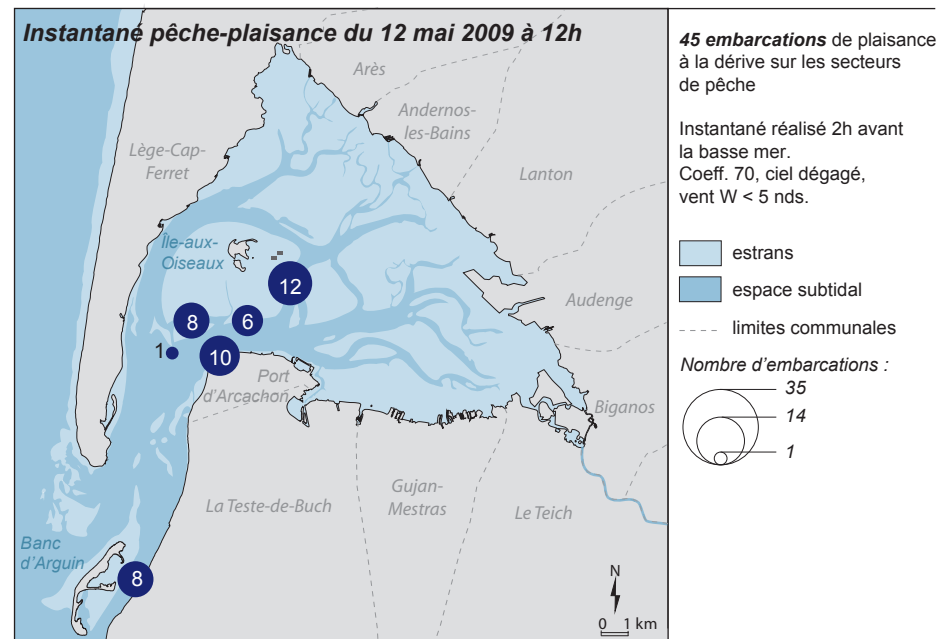 Instantané pêche-plaisance du 12 mai 2009 à 12h
Arès
Andernos-
les-Bains
Lège-Cap-
Ferret
Lanton
Île-aux-
Oiseaux
12
Audenge
8
6
1
10
Port
d'Arcachon
Biganos
La Teste-de-Buch
Gujan-
Mestras
Le Teich
Banc
d'Arguin
8
N
0 1 km
45 embarcations de plaisance
à la dérive sur les secteurs
de pêche
Instantané réalisé 2h avant
la basse mer.
Coeff. 70, ciel dégagé,
vent W < 5 nds.
estrans
espace subtidal
limites communales
Nombre d'embarcations :
35
14
1